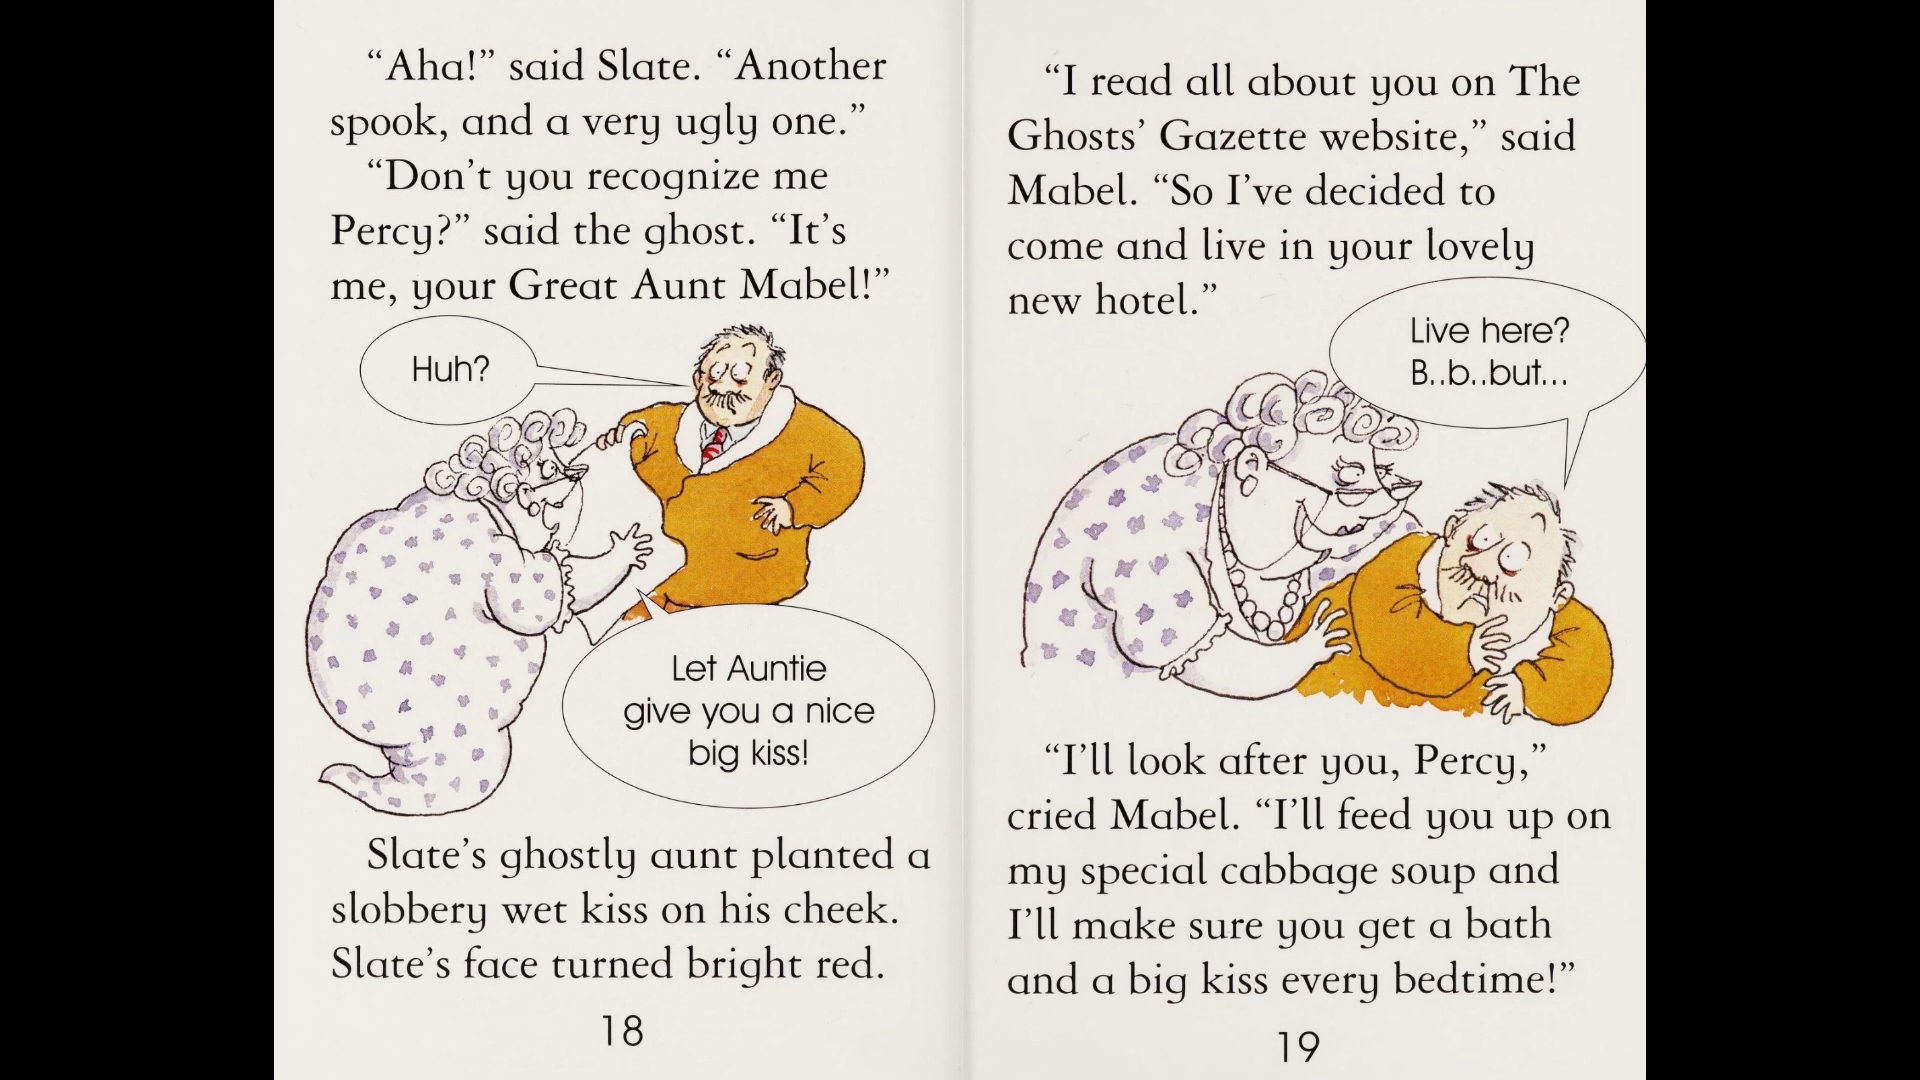 “Aha!” said Slate. “Another
spook, and a very ugly one.”
“Don’t you recognize me
Percy?” said the ghost. “It’s
me, your Great Aunt Mabel!”
Huh?
Let Auntie
give you a nice
big kiss!
Slate’s ghostly aunt planted a
slobbery wet kiss on his cheek.
Slate’s face turned bright red.
18
“I read all about you on The
Ghosts’ Gazette website,” said
Mabel. “So I’ve decided to
come and live in your lovely
new hotel.”
Live here?
B..b..but...
“I’ll look after you, Percy,”
cried Mabel. “I’ll feed you up on
my special cabbage soup and
I’ll make sure you get a bath
and a big kiss every bedtime!”
19